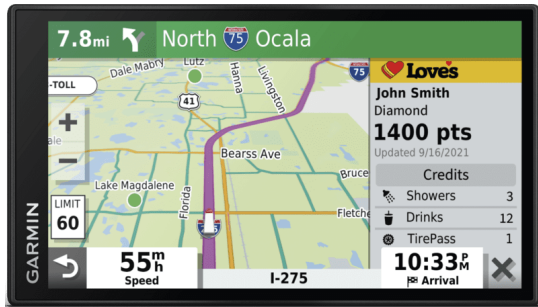 7.8mi North 75 Ocala
Love's
John Smith
Diamond
1400 pts
Updated 9/16/2021
Credits
Showers 3
Drinks 12
TirePass 1
Dale Mabry
Lutz
Hanna
Livingston
75
-TOLL
41
Bearss Ave
Bruce
Lake Magdalene
Florida
Fletche
LIMIT
60
GARMIN
55mh
Speed
I-275
10:33PM
Arrival